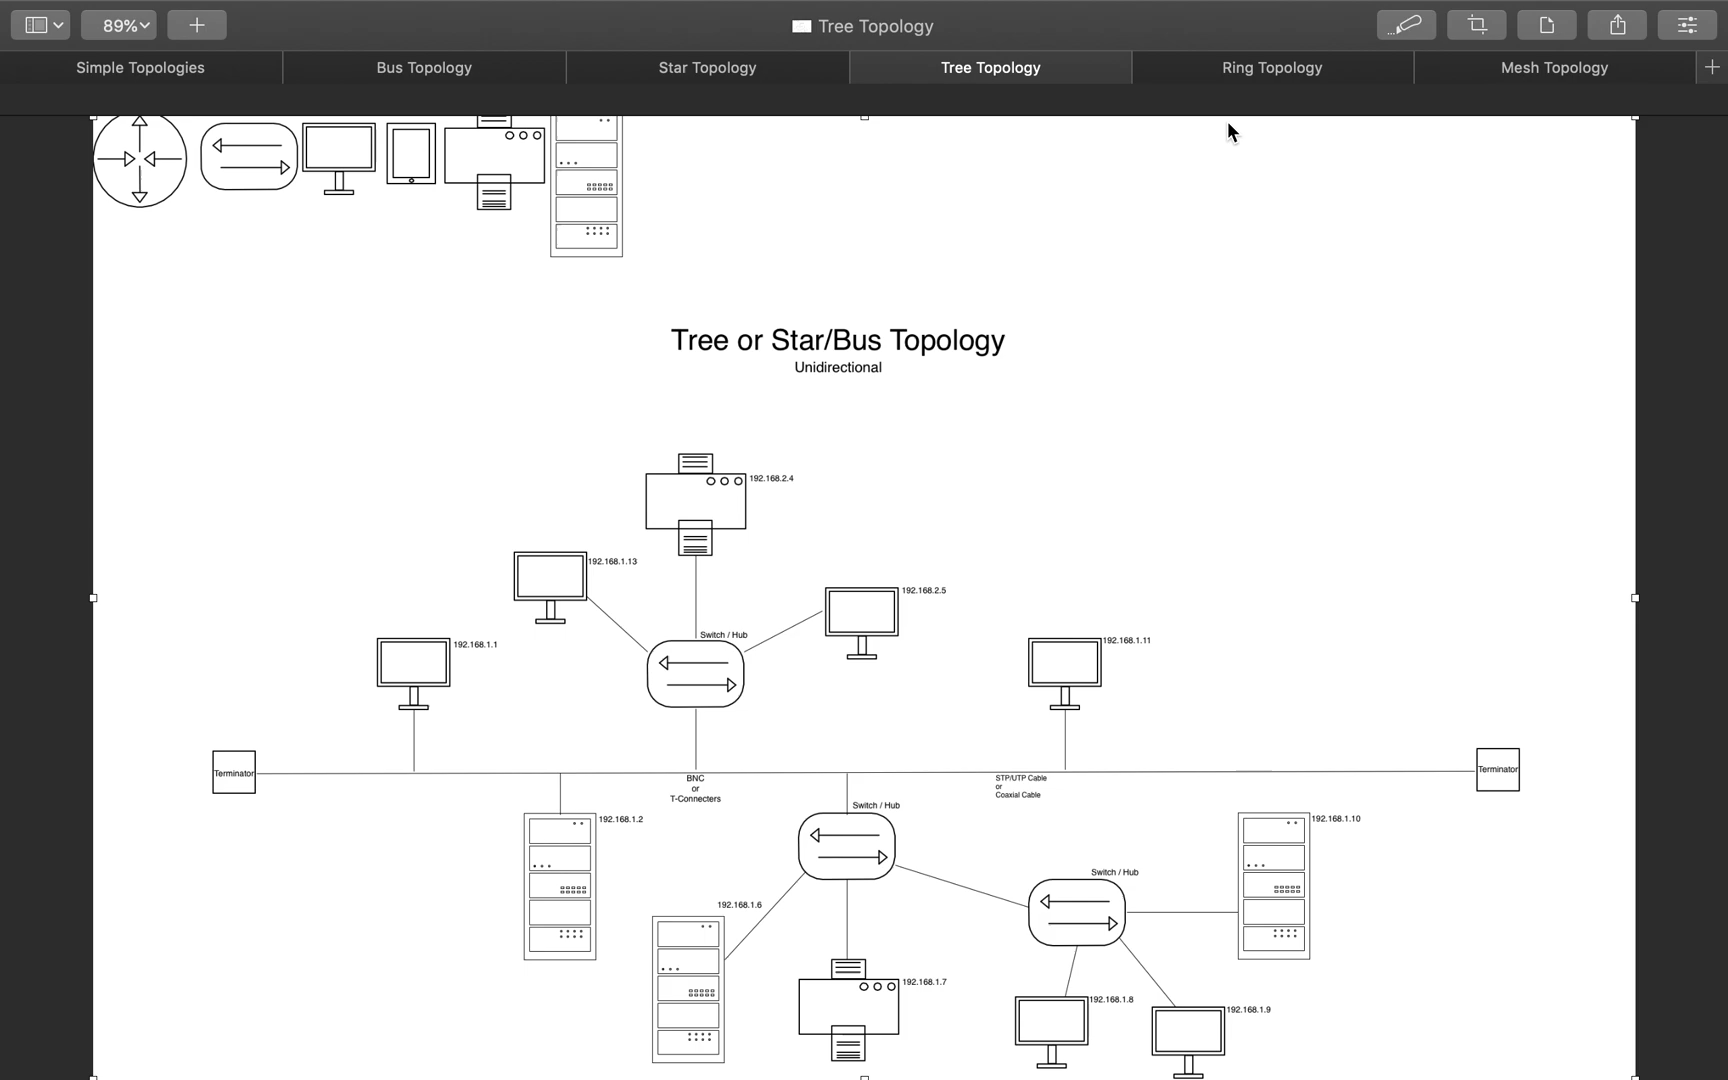 89%
Tree Topology
Simple Topologies
Bus Topology
Star Topology
Tree Topology
Ring Topology
Mesh Topology
Tree or Star/Bus Topology
Unidirectional
192.168.2.4
192.168.1.13
192.168.2.5
Switch / Hub
192.168.1.1
192.168.1.11
Terminator
BNC
or
T-Connecters
STP/UTP Cable
or
Coaxial Cable
Terminator
192.168.1.2
Switch / Hub
192.168.1.10
Switch / Hub
192.168.1.6
192.168.1.7
192.168.1.8
192.168.1.9